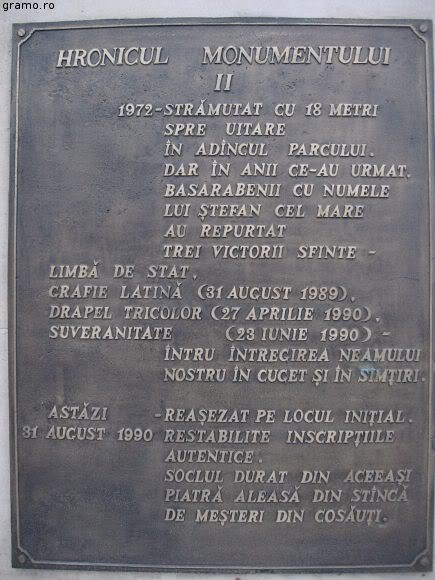 gramo.ro
HRONICUL MONUMENTULUI
II
1972-STRĂMUTAT CU 18 METRI
SPRE UITARE
ÎN ADÎNCUL PARCULUI.
DAR ÎN ANII CE-AU URMAT.
BASARABENII CU NUMELE
LUI ŞTEFAN CEL MARE
AU REPURTAT
TREI VICTORII SFINTE -
LIMBĂ DE STAT,
GRAFIE LATINĂ (31 AUGUST 1989),
DRAPEL TRICOLOR (27 APRILIE 1990),
SUVERANITATE (23 IUNIE 1990) -
ÎNTRU ÎNTREGIREA NEAMULUI
NOSTRU ÎN CUGET ŞI ÎN SIMŢIRI.
ASTĂZI - REAŞEZAT PE LOCUL INIŢIAL.
31 AUGUST 1990 RESTABILITE INSCRIPŢIILE
AUTENTICE.
SOCLUL DURAT DIN ACEEAŞI
PIATRĂ ALEASĂ DIN STÎNCĂ
DE MEŞTERI DIN COSĂUŢI.